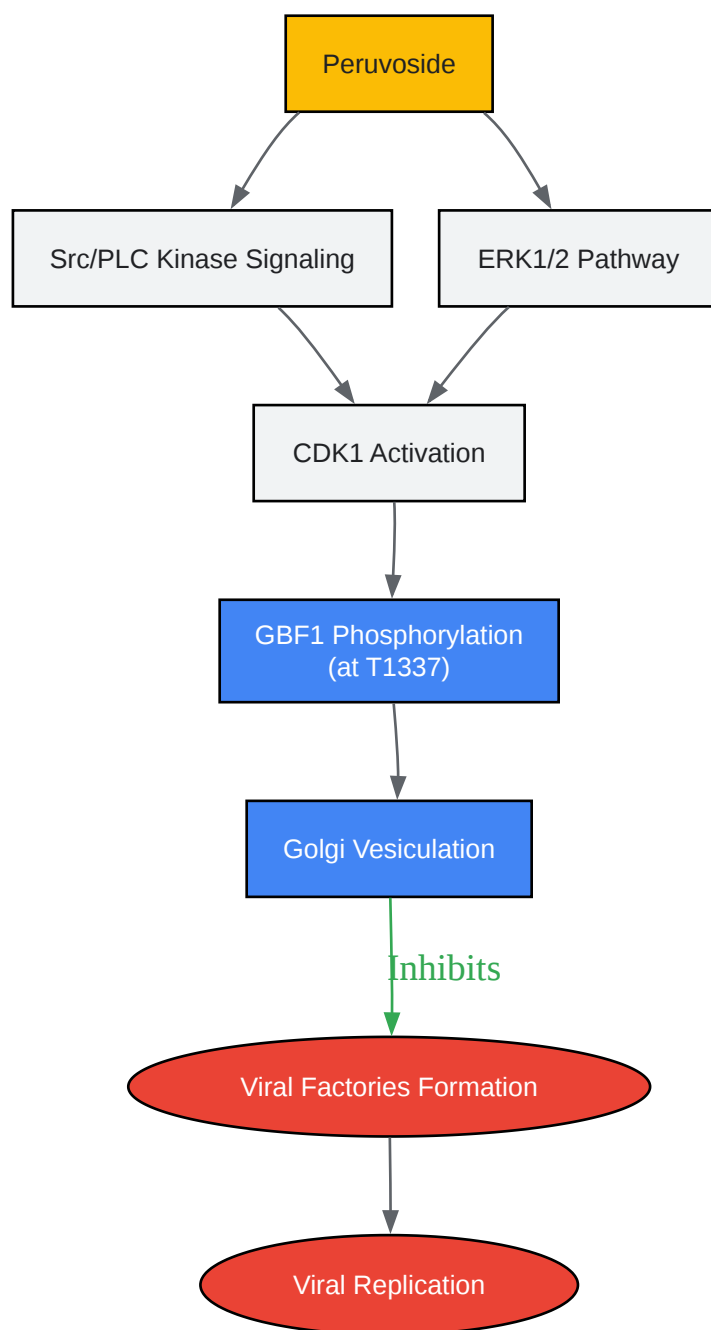 Peruvoside
Src/PLC Kinase Signaling
ERK1/2 Pathway
CDK1 Activation
GBF1 Phosphorylation
(at T1337)
Golgi Vesiculation
Inhibits
Viral Factories Formation
Viral Replication